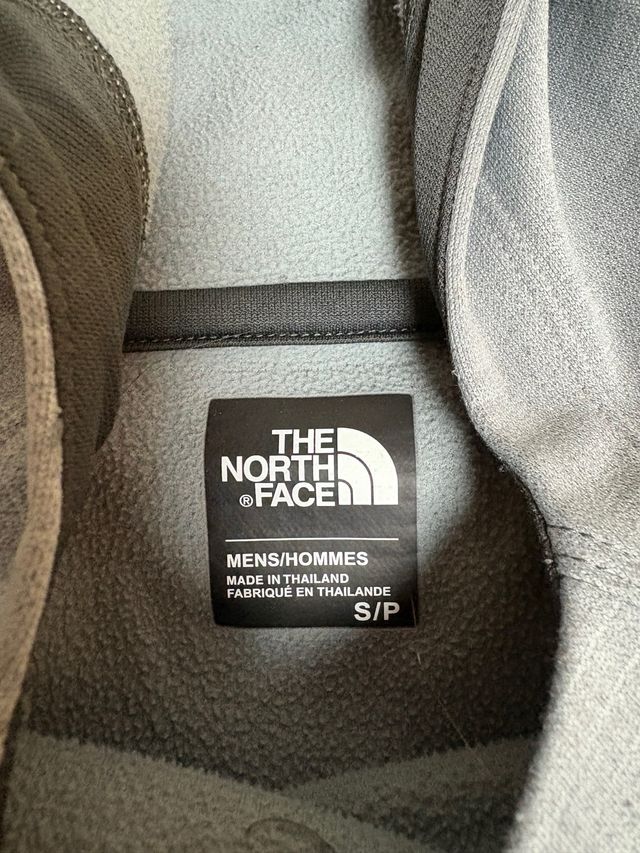 THE
NORTH
®FACE
MENS/HOMMES
MADE IN THAILAND
FABRIQUÉ EN THAILANDE
S/P